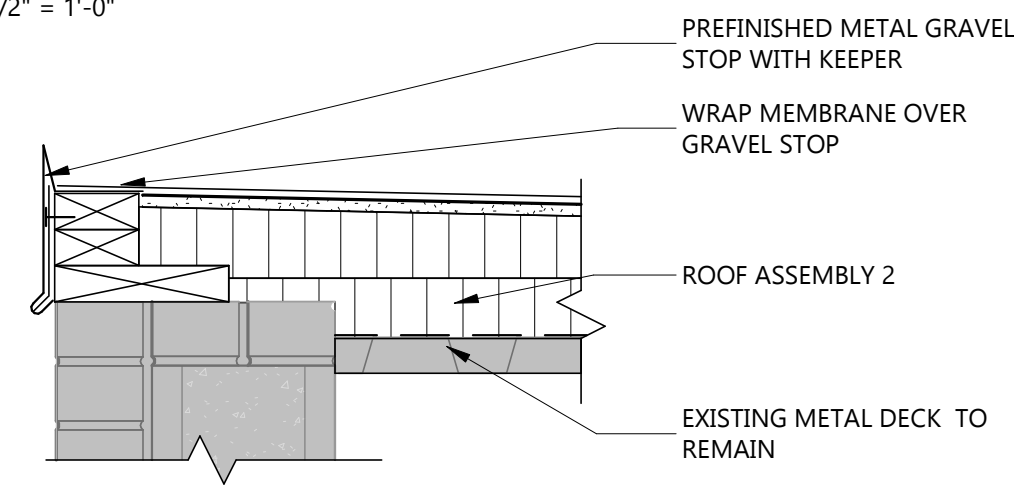 /2" = 1'-0"
PREFINISHED METAL GRAVEL
STOP WITH KEEPER
WRAP MEMBRANE OVER
GRAVEL STOP
ROOF ASSEMBLY 2
EXISTING METAL DECK TO
REMAIN